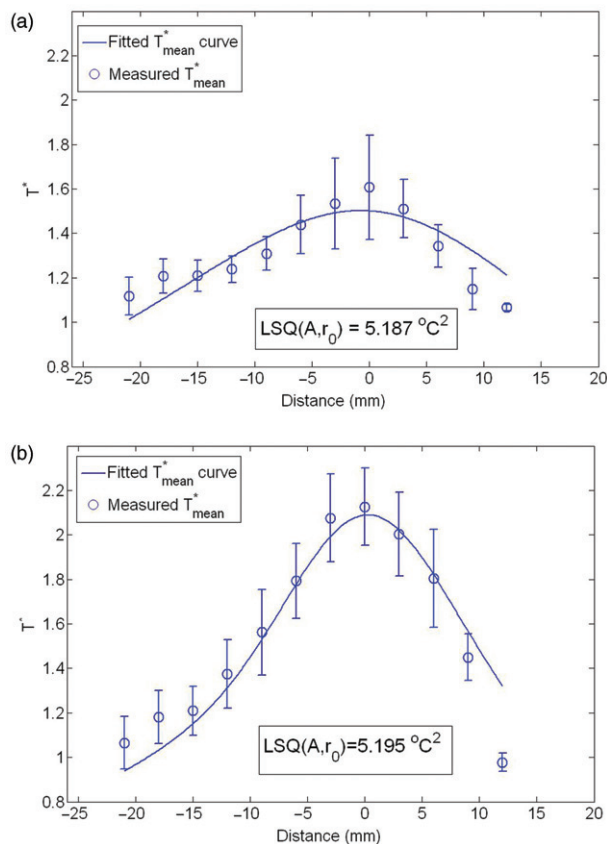 (a)
2.2
2
1.8
1.6
1.4
1.2
1
0.8
T*
Fitted T*mean curve
Measured T*mean
LSQ(A,r0) = 5.187 °C2
−25 −20 −15 −10 −5 0 5 10 15 20
Distance (mm)
(b)
2.2
2
1.8
1.6
1.4
1.2
1
0.8
T*
Fitted T*mean curve
Measured T*mean
LSQ(A,r0)=5.195 °C2
−25 −20 −15 −10 −5 0 5 10 15 20
Distance (mm)